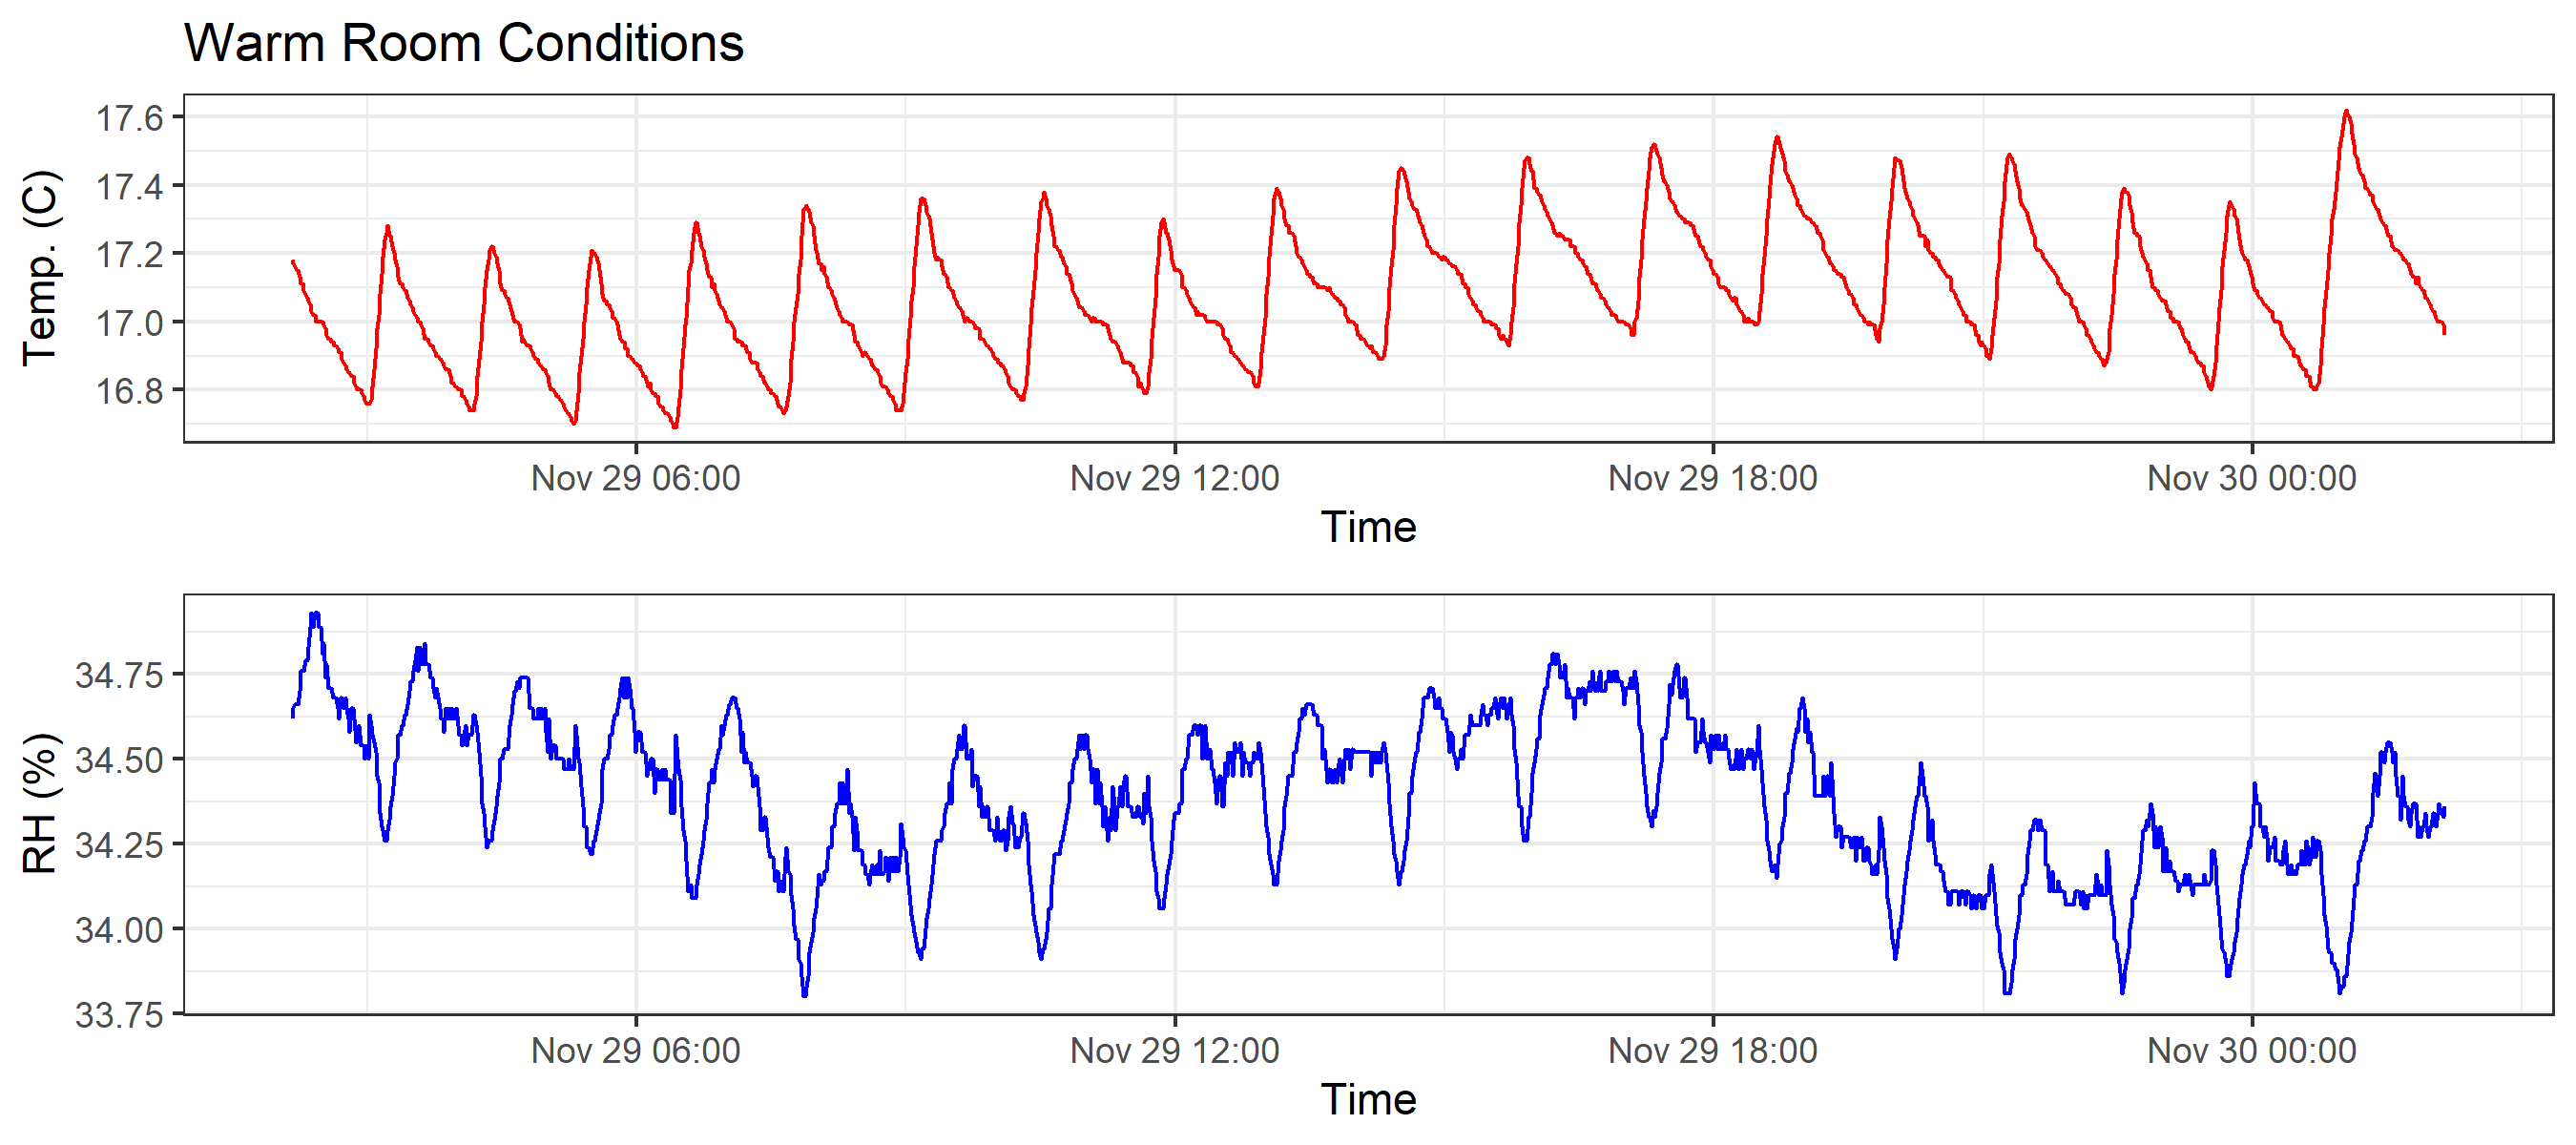 Warm Room Conditions
Temp. (C)
17.6
17.4
17.2
17.0
16.8
Nov 29 06:00 Nov 29 12:00 Nov 29 18:00 Nov 30 00:00
Time
RH (%)
34.75
34.50
34.25
34.00
33.75
Nov 29 06:00 Nov 29 12:00 Nov 29 18:00 Nov 30 00:00
Time